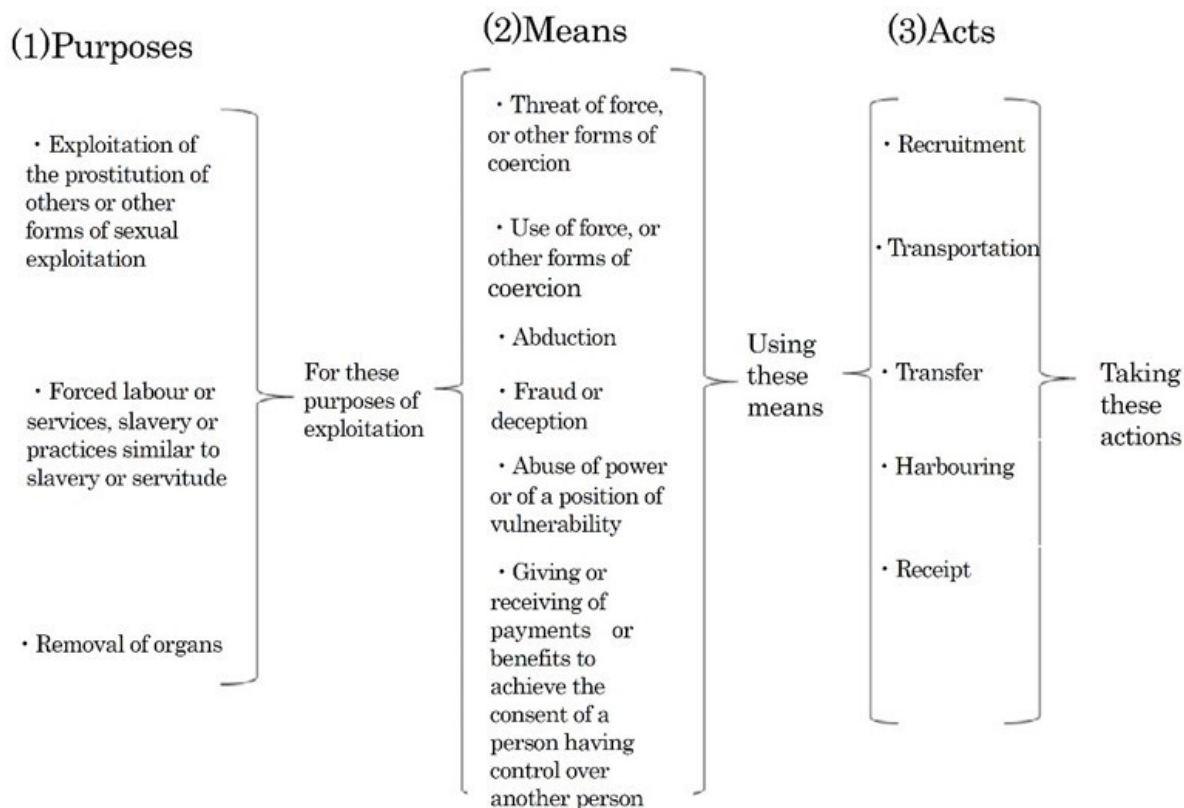 (1)Purposes
・Exploitation of
the prostitution of
others or other
forms of sexual
exploitation
・Forced labour or
services, slavery or
practices similar to
slavery or servitude
・Removal of organs
For these
purposes of
exploitation
(2)Means
・Threat of force,
or other forms of
coercion
・Use of force, or
other forms of
coercion
・Abduction
・Fraud or
deception
・Abuse of power
or of a position of
vulnerability
・Giving or
receiving of
payments or
benefits to
achieve the
consent of a
person having
control over
another person
Using
these
means
(3)Acts
・Recruitment
・Transportation
・Transfer
・Harbouring
・Receipt
Taking
these
actions